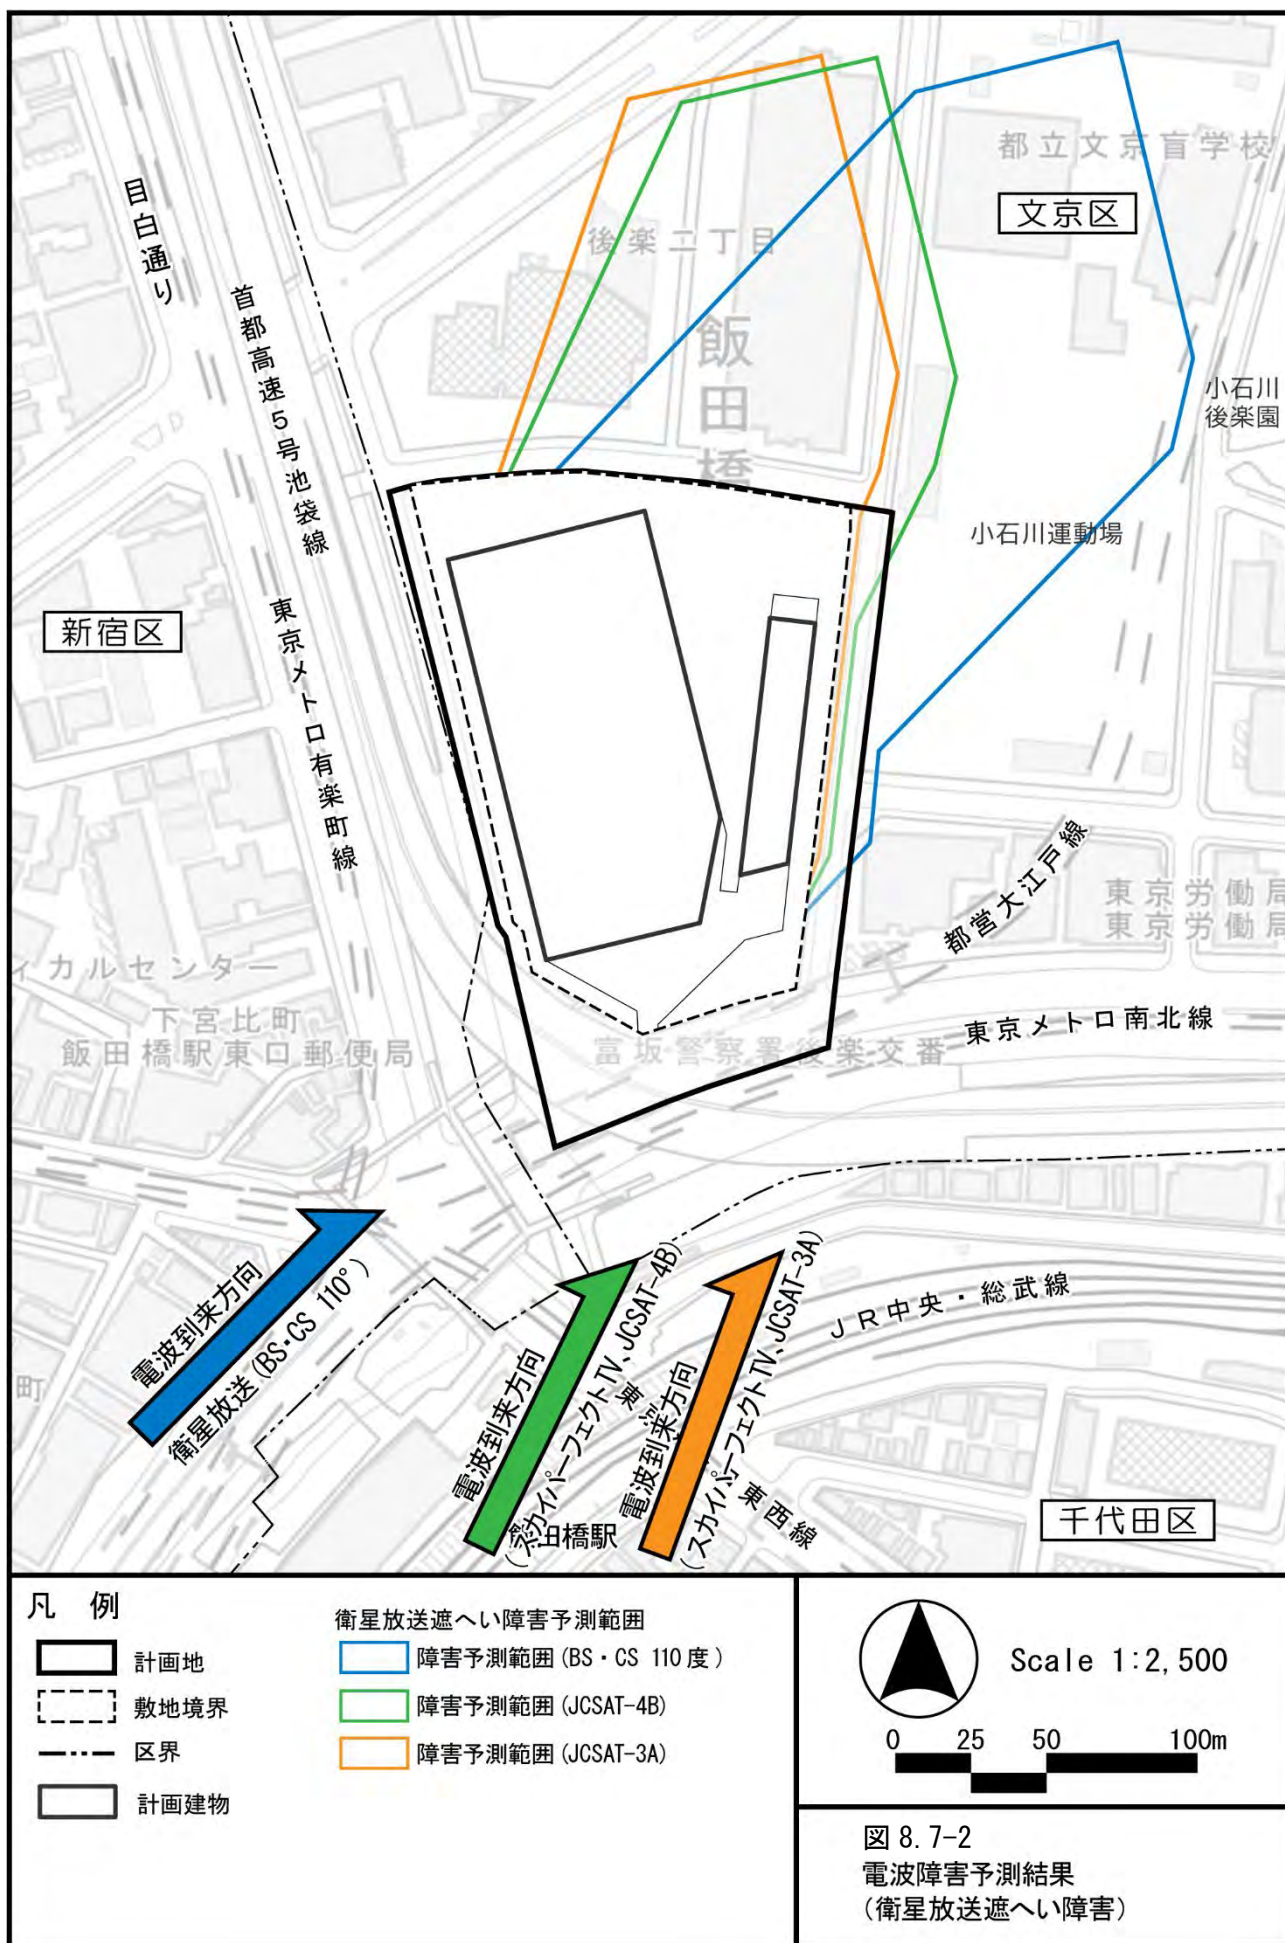 都立文京盲学校
文京区
目白通り
後楽二丁目
首都高速5号池袋線
飯田橋
小石川
後楽園
小石川運動場
新宿区
東京メトロ有楽町線
都営大江戸線
東京労働局
東京労働局
ィカルセンター
下宮比町
飯田橋駅東口郵便局
富坂警察署後楽交番
東京メトロ南北線
電波到来方向
衛星放送(BS・CS 110°)
電波到来方向
(スカイパーフェクトTV、JCSAT-4B)
電波到来方向
(スカイパーフェクトTV、JCSAT-3A)
JR中央・総武線
町
東西線
田橋駅
千代田区
凡 例
計画地
敷地境界
区界
計画建物
衛星放送遮へい障害予測範囲
障害予測範囲(BS・CS 110度)
障害予測範囲(JCSAT-4B)
障害予測範囲(JCSAT-3A)
Scale 1:2,500
0 25 50 100m
図 8.7-2
電波障害予測結果
(衛星放送遮へい障害)